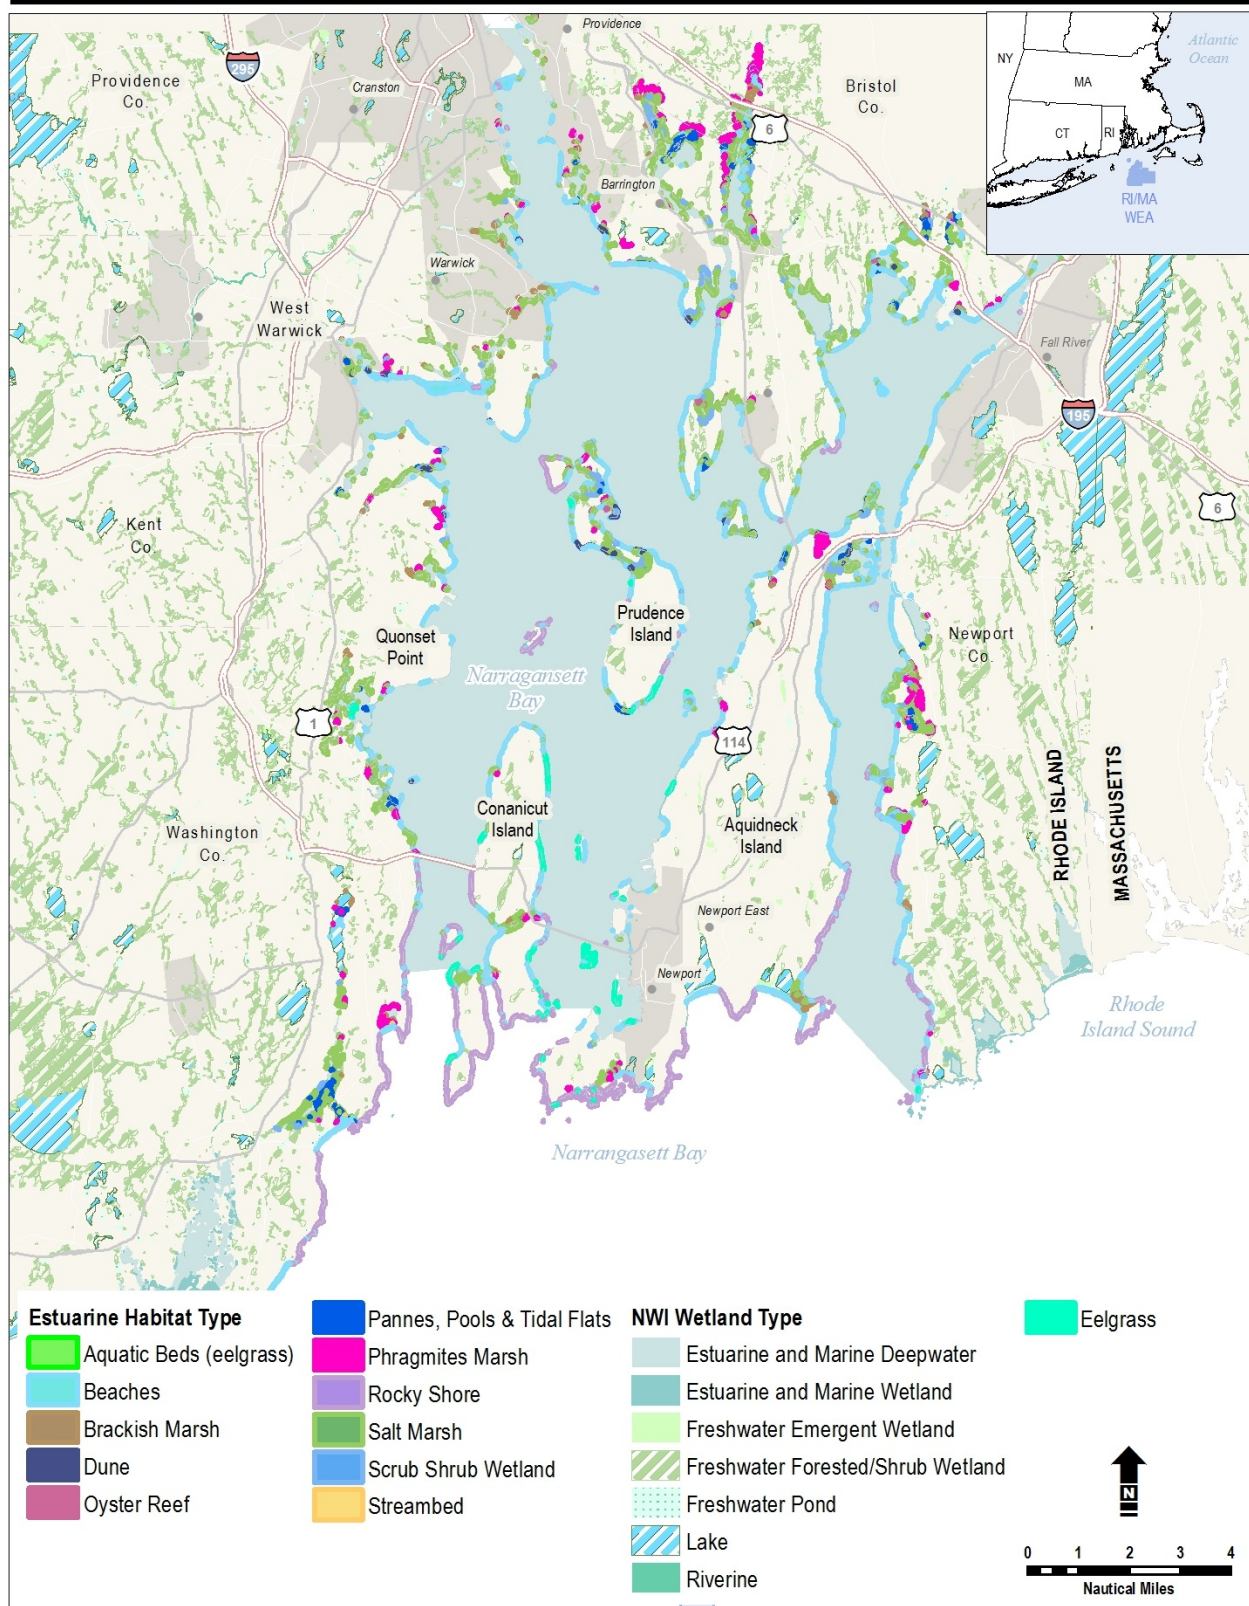 Providence
295
Providence
Co.
Cranston
Bristol
Co.
6
NY
MA
CT
RI
Atlantic
Ocean
RI/MA
WEA
Barrington
Warwick
West
Warwick
Fall River
195
6
Kent
Co.
Prudence
Island
Quonset
Point
Newport
Co.
Narragansett
Bay
1
114
Conanicut
Island
Aquidneck
Island
Washington
Co.
RHODE ISLAND
MASSACHUSETTS
Newport East
Newport
Rhode
Island Sound
Narrangasett Bay
Estuarine Habitat Type
Aquatic Beds (eelgrass)
Beaches
Brackish Marsh
Dune
Oyster Reef
Pannes, Pools & Tidal Flats
Phragmites Marsh
Rocky Shore
Salt Marsh
Scrub Shrub Wetland
Streambed
NWI Wetland Type
Estuarine and Marine Deepwater
Estuarine and Marine Wetland
Freshwater Emergent Wetland
Freshwater Forested/Shrub Wetland
Freshwater Pond
Lake
Riverine
Eelgrass
N
0 1 2 3 4
Nautical Miles